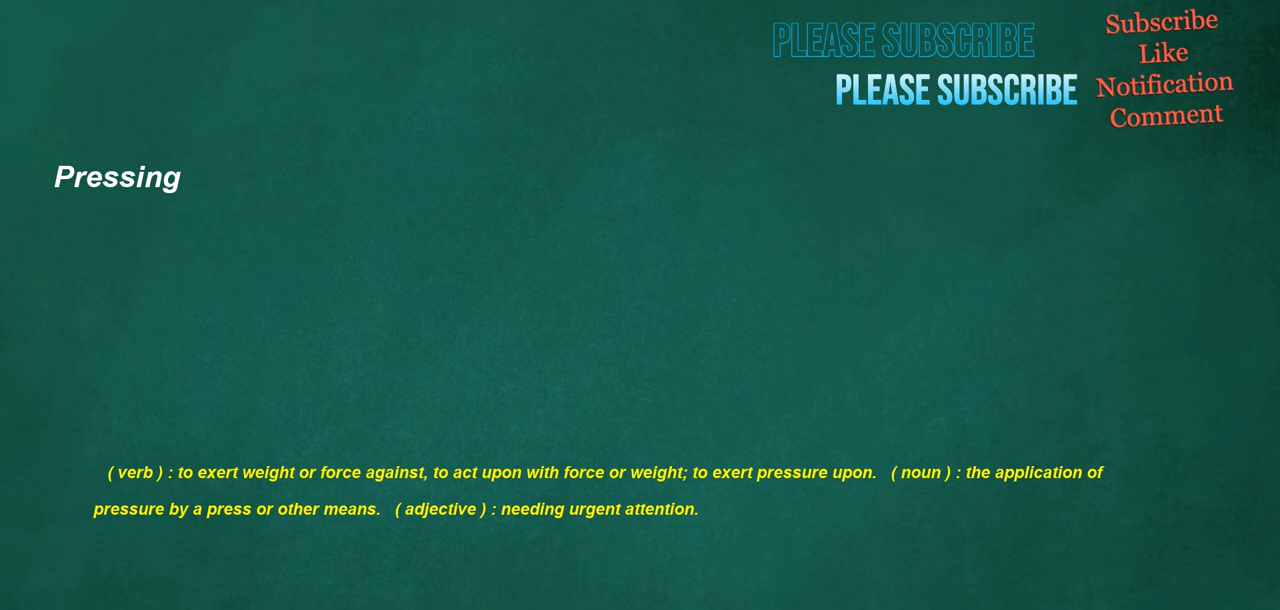 PLEASE SUBSCRIBE
PLEASE SUBSCRIBE
Subscribe
Like
Notification
Comment
Pressing
( verb ) : to exert weight or force against, to act upon with force or weight; to exert pressure upon. ( noun ) : the application of
pressure by a press or other means. ( adjective ) : needing urgent attention.